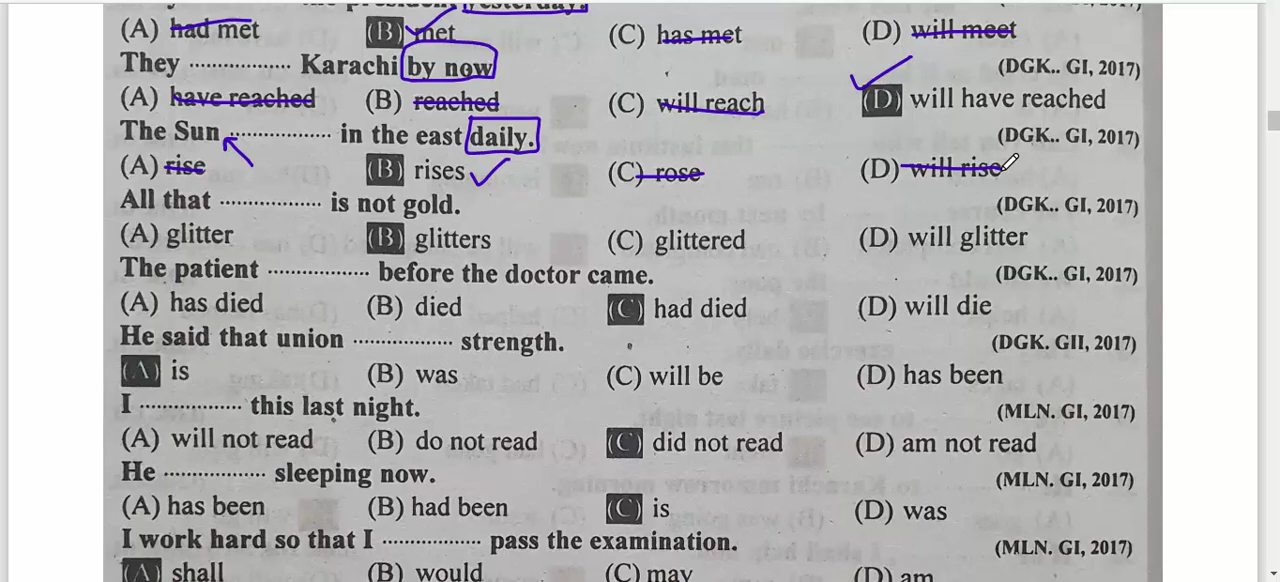 the president yesterday.
(A) had met (B) met (C) has met (D) will meet
They ................ Karachi by now (DGK.. GI, 2017)
(A) have reached (B) reached (C) will reach (D) will have reached
The Sun ................ in the east daily. (DGK.. GI, 2017)
(A) rise (B) rises (C) rose (D) will rise
All that ................ is not gold. (DGK.. GI, 2017)
(A) glitter (B) glitters (C) glittered (D) will glitter
The patient ................ before the doctor came. (DGK.. GI, 2017)
(A) has died (B) died (C) had died (D) will die
He said that union ................ strength. (DGK. GII, 2017)
(A) is (B) was (C) will be (D) has been
I ................ this last night. (MLN. GI, 2017)
(A) will not read (B) do not read (C) did not read (D) am not read
He ................ sleeping now. (MLN. GI, 2017)
(A) has been (B) had been (C) is (D) was
I work hard so that I ................ pass the examination. (MLN. GI, 2017)
(A) shall (B) would (C) may (D) am